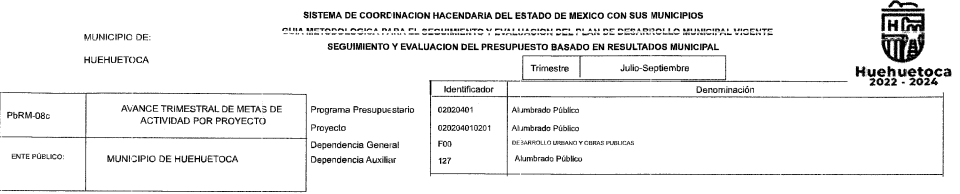 SISTEMA DE COORDINACION HACENDARIA DEL ESTADO DE MEXICO CON SUS MUNICIPIOS
GUIA METODOLOGICA PARA EL SEGUIMIENTO Y EVALUACION DEL PLAN DE DESARROLLO MUNICIPAL VIGENTE
SEGUIMIENTO Y EVALUACION DEL PRESUPUESTO BASADO EN RESULTADOS MUNICIPAL
MUNICIPIO DE:
HUEHUETOCA
Trimestre Julio-Septiembre
Huehuetoca
2022 - 2024
Identificador Denominación
PbRM-08c AVANCE TRIMESTRAL DE METAS DE ACTIVIDAD POR PROYECTO
Programa Presupuestario 02020401 Alumbrado Público
Proyecto 020204010201 Alumbrado Público
Dependencia General F00 DESARROLLO URBANO Y OBRAS PUBLICAS
ENTE PÚBLICO: MUNICIPIO DE HUEHUETOCA
Dependencia Auxiliar 127 Alumbrado Público